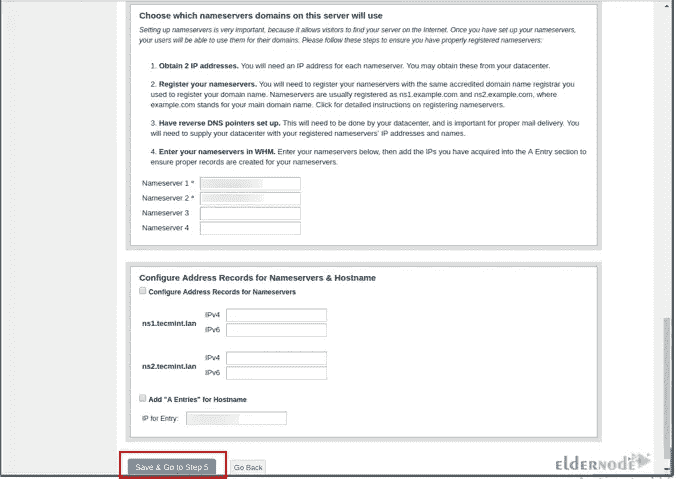 Choose which nameservers domains on this server will use
Setting up nameservers is very important, because it allows visitors to find your server on the Internet. Once you have set up your nameservers,
your users will be able to use them for their domains. Please follow these steps to ensure you have properly registered nameservers:
1. Obtain 2 IP addresses. You will need an IP address for each nameserver. You may obtain these from your datacenter.
2. Register your nameservers. You will need to register your nameservers with the same accredited domain name registrar you
used to register your domain name. Nameservers are usually registered as ns1.example.com and ns2.example.com, where
example.com stands for your main domain name. Click for detailed instructions on registering nameservers.
3. Have reverse DNS pointers set up. This will need to be done by your datacenter, and is important for proper mail delivery. You
will need to supply your datacenter with your registered nameservers' IP addresses and names.
4. Enter your nameservers in WHM. Enter your nameservers below, then add the IPs you have acquired into the A Entry section to
ensure proper records are created for your nameservers.
Nameserver 1 *
Nameserver 2 *
Nameserver 3
Nameserver 4
Configure Address Records for Nameservers & Hostname
Configure Address Records for Nameservers
ns1.tecmint.lan
IPv4
IPv6
ns2.tecmint.lan
IPv4
IPv6
Add "A Entries" for Hostname
IP for Entry:
Save & Go to Step 5
Go Back
eldernode